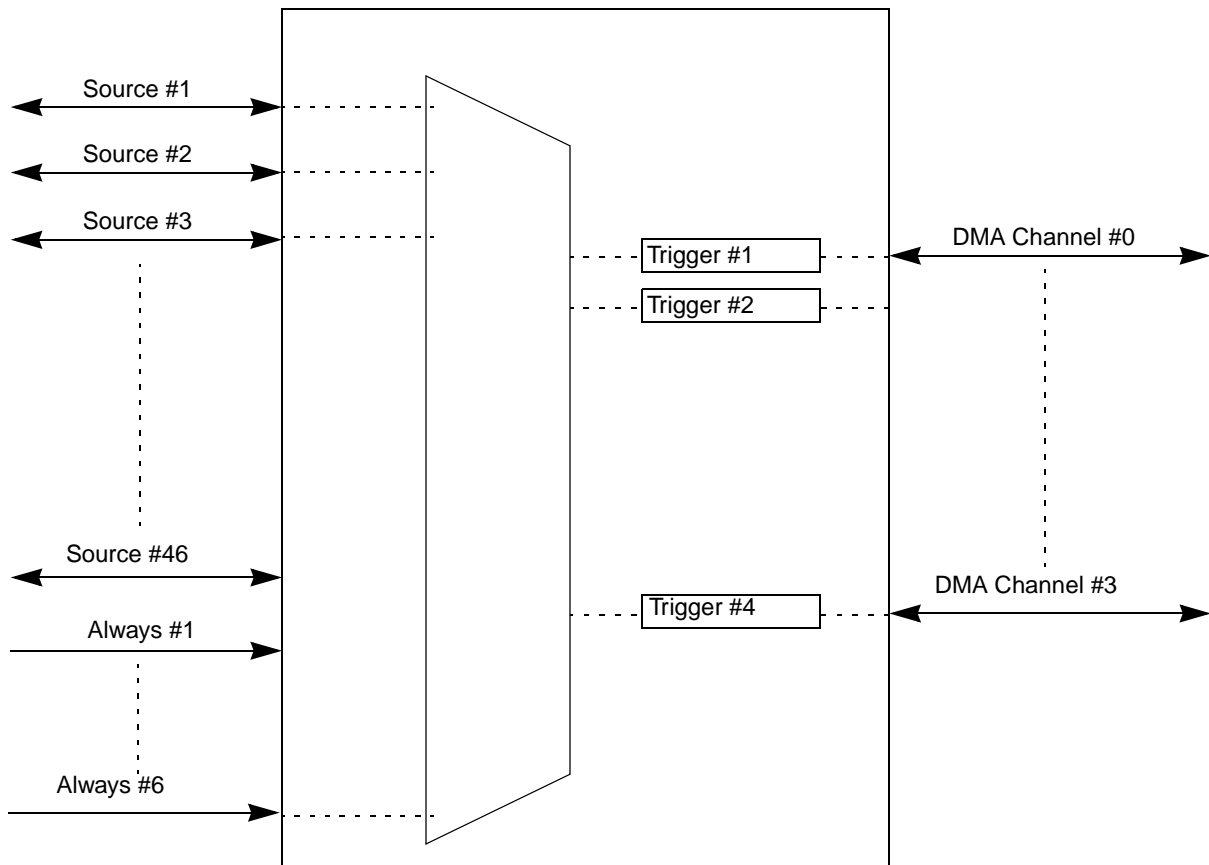 Source #1
Source #2
Source #3
Source #46
Always #1
Always #6
Trigger #1
Trigger #2
Trigger #4
DMA Channel #0
DMA Channel #3